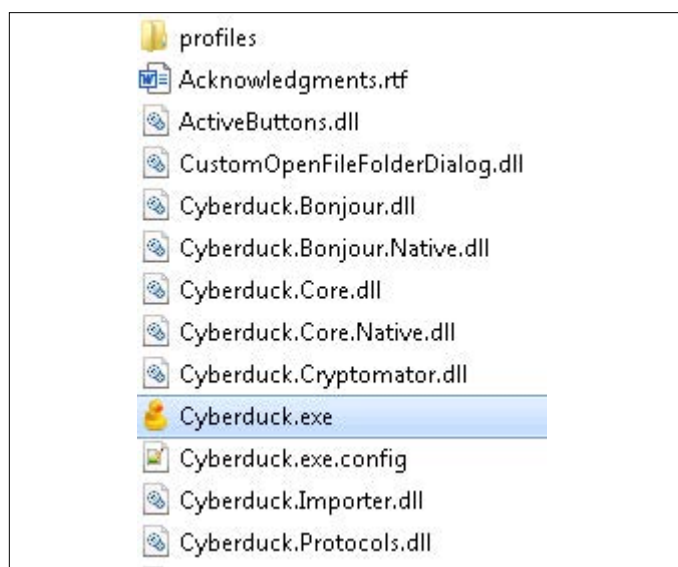 profiles
Acknowledgments.rtf
ActiveButtons.dll
CustomOpenFileFolderDialog.dll
Cyberduck.Bonjour.dll
Cyberduck.Bonjour.Native.dll
Cyberduck.Core.dll
Cyberduck.Core.Native.dll
Cyberduck.Cryptomator.dll
Cyberduck.exe
Cyberduck.exe.config
Cyberduck.Importer.dll
Cyberduck.Protocols.dll